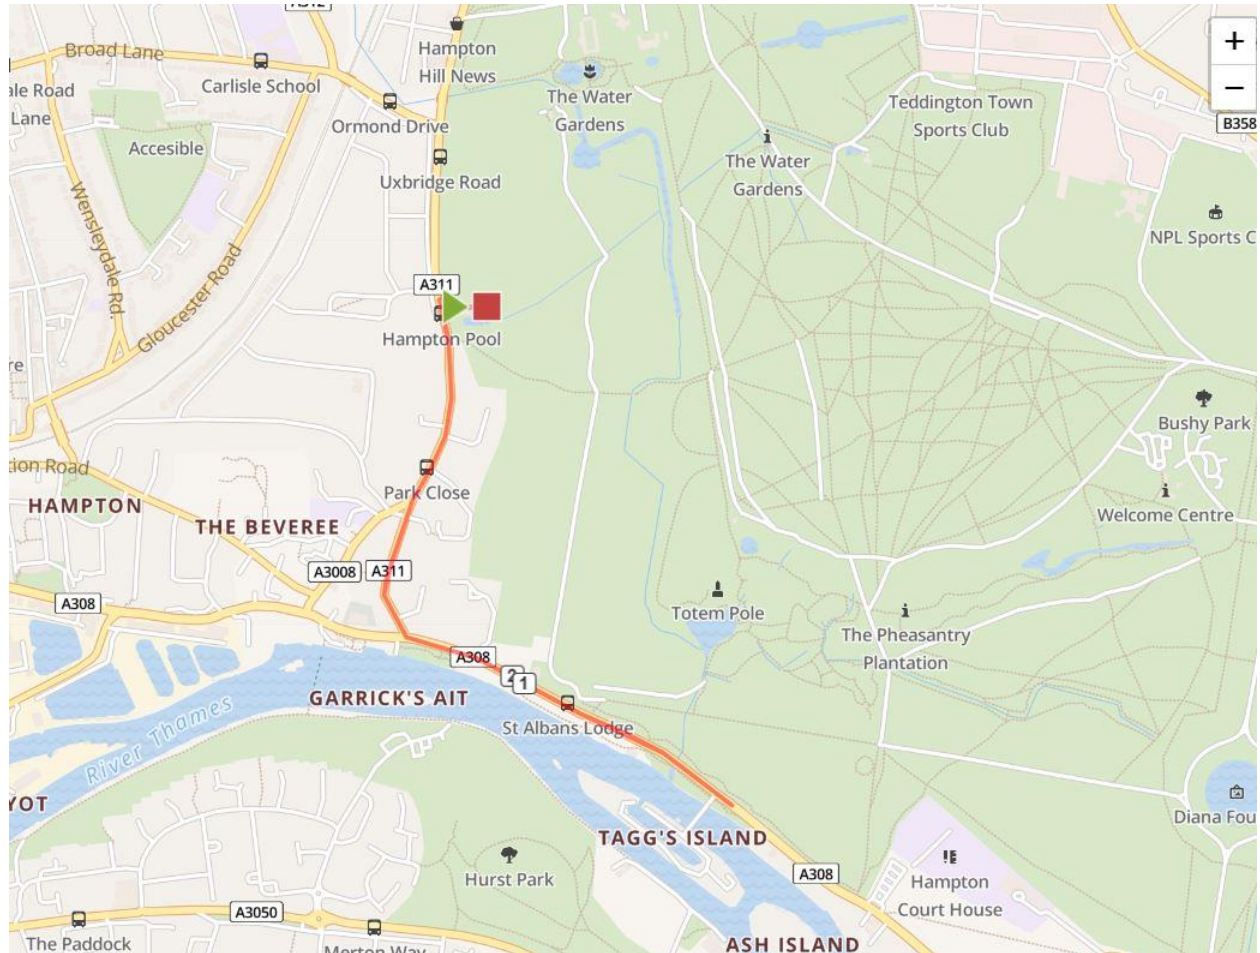 A312
Broad Lane
Carlisle School
Hampton
Hill News
The Water
Gardens
Teddington Town
Sports Club
+
−
B358
ale Road
Lane
Accesible
Ormond Drive
Uxbridge Road
The Water
Gardens
Wensleydale Rd.
Gloucester Road
NPL Sports C
A311
Hampton Pool
re
Bushy Park
ion Road
Park Close
HAMPTON
THE BEVEREE
Welcome Centre
A3008
A311
A308
Totem Pole
The Pheasantry
Plantation
A308
2
1
GARRICK'S AIT
St Albans Lodge
River Thames
YOT
Diana Fou
TAGG'S ISLAND
Hurst Park
A308
Hampton
Court House
A3050
The Paddock
Merton Way
ASH ISLAND